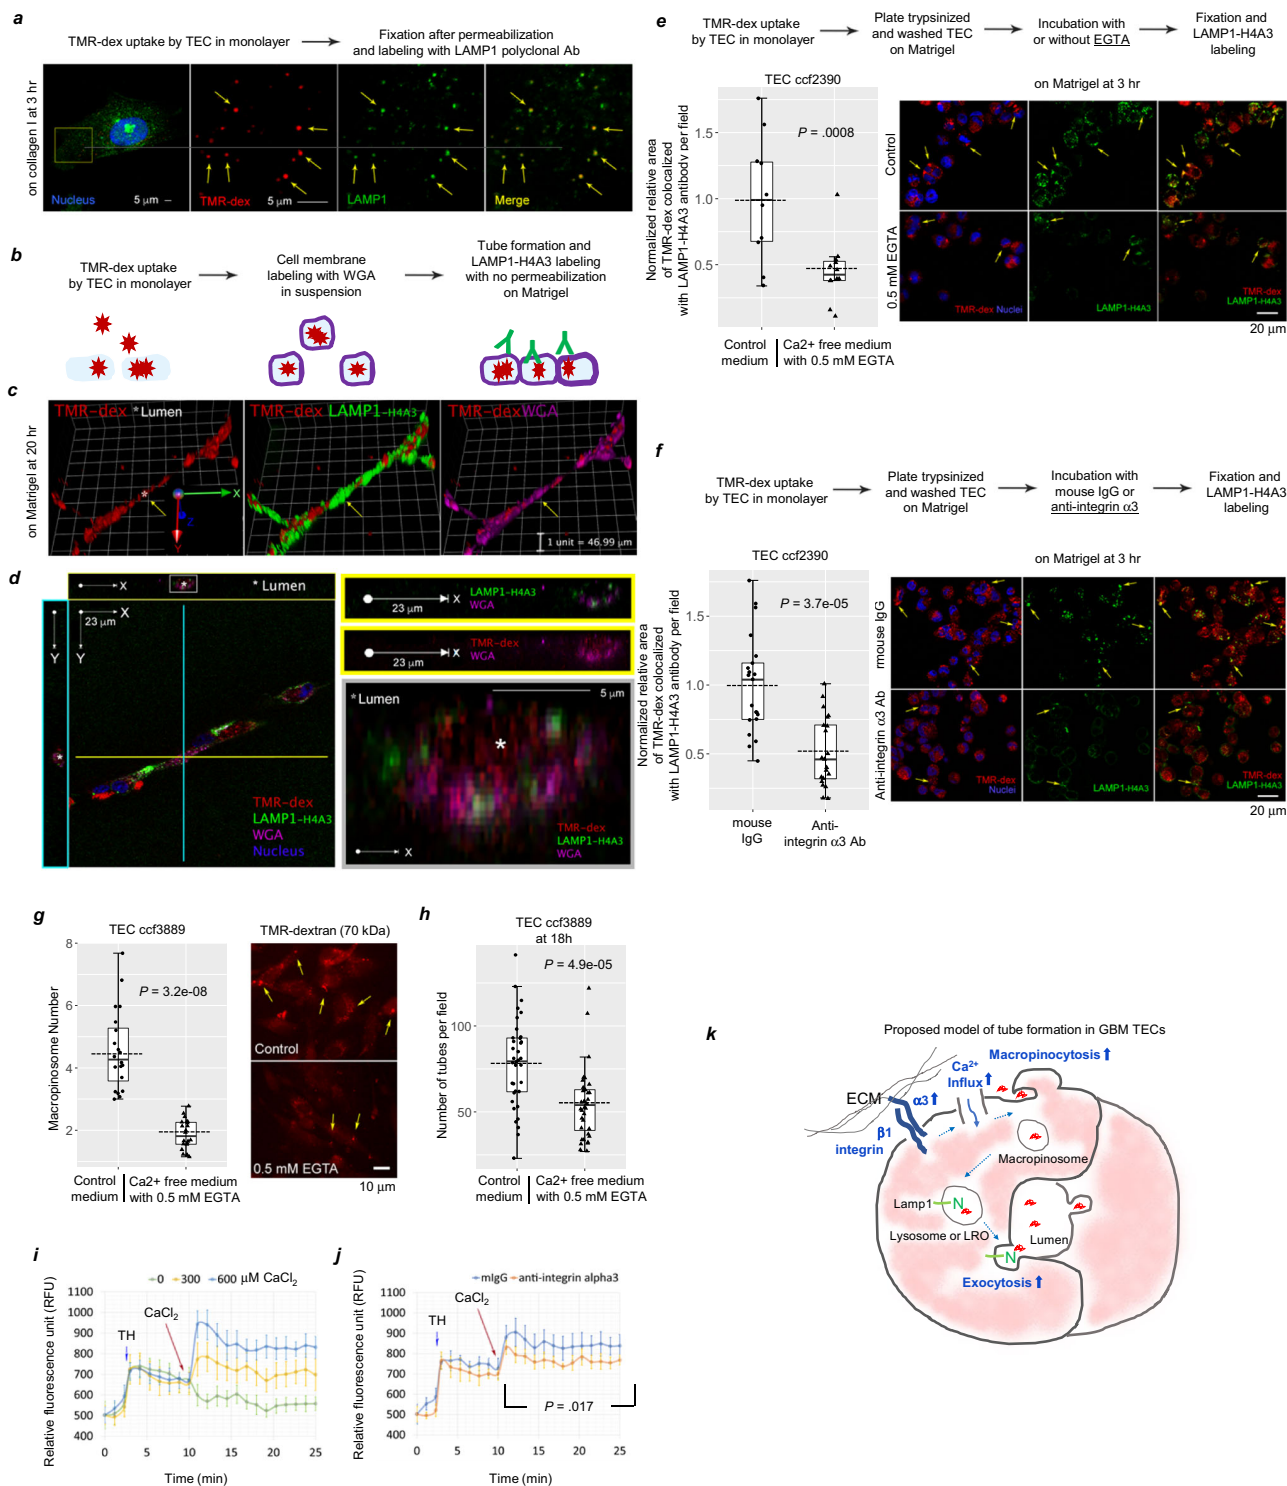 a
TMR-dex uptake by TEC in monolayer
Fixation after permeabilization
and labeling with LAMP1 polyclonal Ab
on collagen I at 3 hr
Nucleus
5 μm
TMR-dex
5 μm
LAMP1
Merge
b
TMR-dex uptake
by TEC in monolayer
Cell membrane
labeling with WGA
in suspension
Tube formation and
LAMP1-H4A3 labeling
with no permeabilization
on Matrigel
c
on Matrigel at 20 hr
TMR-dex *Lumen
X
Z
Y
TMR-dex LAMP1-H4A3
TMR-dex WGA
1 unit = 46.99 μm
d
X
* Lumen
X
23 μm
Y
Y
TMR-dex
LAMP1-H4A3
WGA
Nucleus
X
23 μm
LAMP1-H4A3
WGA
X
23 μm
TMR-dex
WGA
*Lumen
5 μm
*
X
TMR-dex
LAMP1-H4A3
WGA
e
TMR-dex uptake
by TEC in monolayer
Plate trypsinized
and washed TEC
on Matrigel
Incubation with
or without EGTA
Fixation and
LAMP1-H4A3
labeling
TEC ccf2390
Normalized relative area
of TMR-dex colocalized
with LAMP1-H4A3 antibody per field
1.5
1.0
0.5
P = .0008
Control
medium
Ca2+ free medium
with 0.5 mM EGTA
on Matrigel at 3 hr
Control
0.5 mM EGTA
TMR-dex Nuclei
LAMP1-H4A3
TMR-dex
LAMP1-H4A3
20 μm
f
TMR-dex uptake
by TEC in monolayer
Plate trypsinized
and washed TEC
on Matrigel
Incubation with
mouse IgG or
anti-integrin α3
Fixation and
LAMP1-H4A3
labeling
TEC ccf2390
Normalized relative area
of TMR-dex colocalized
with LAMP1-H4A3 antibody per field
1.5
1.0
0.5
P = 3.7e-05
mouse
IgG
Anti-
integrin α3 Ab
on Matrigel at 3 hr
mouse IgG
Anti-integrin α3 Ab
TMR-dex
Nuclei
LAMP1-H4A3
TMR-dex
LAMP1-H4A3
20 μm
g
TEC ccf3889
Macropinosome Number
8
6
4
2
P = 3.2e-08
Control
medium
Ca2+ free medium
with 0.5 mM EGTA
TMR-dextran (70 kDa)
Control
0.5 mM EGTA
10 μm
h
TEC ccf3889
at 18h
Number of tubes per field
100
50
P = 4.9e-05
Control
medium
Ca2+ free medium
with 0.5 mM EGTA
i
0 300 600 μM CaCl2
Relative fluorescence unit (RFU)
1100
1000
900
800
700
600
500
400
TH
CaCl2
0 5 10 15 20 25
Time (min)
j
mIgG anti-integrin alpha3
Relative fluorescence unit (RFU)
1100
1000
900
800
700
600
500
400
TH
CaCl2
P = .017
0 5 10 15 20 25
Time (min)
k
Proposed model of tube formation in GBM TECs
Macropinocytosis
Ca2+
Influx
ECM
α3
β1
integrin
Macropinosome
Lamp1
N
Lysosome or LRO
Lumen
N
Exocytosis